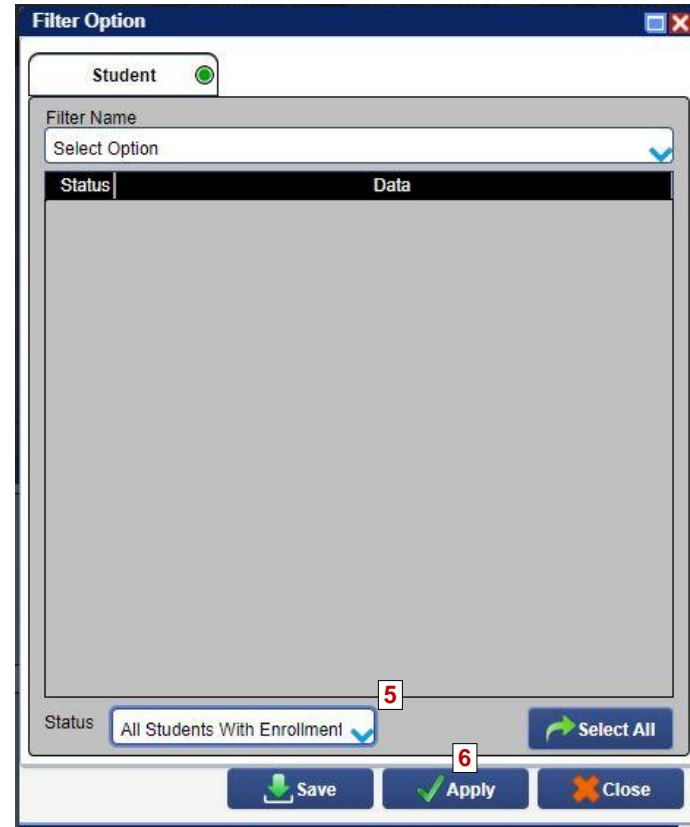 Filter Option
Student
Filter Name
Select Option
Status Data
5
Status All Students With Enrollment Select All
6
Save Apply Close